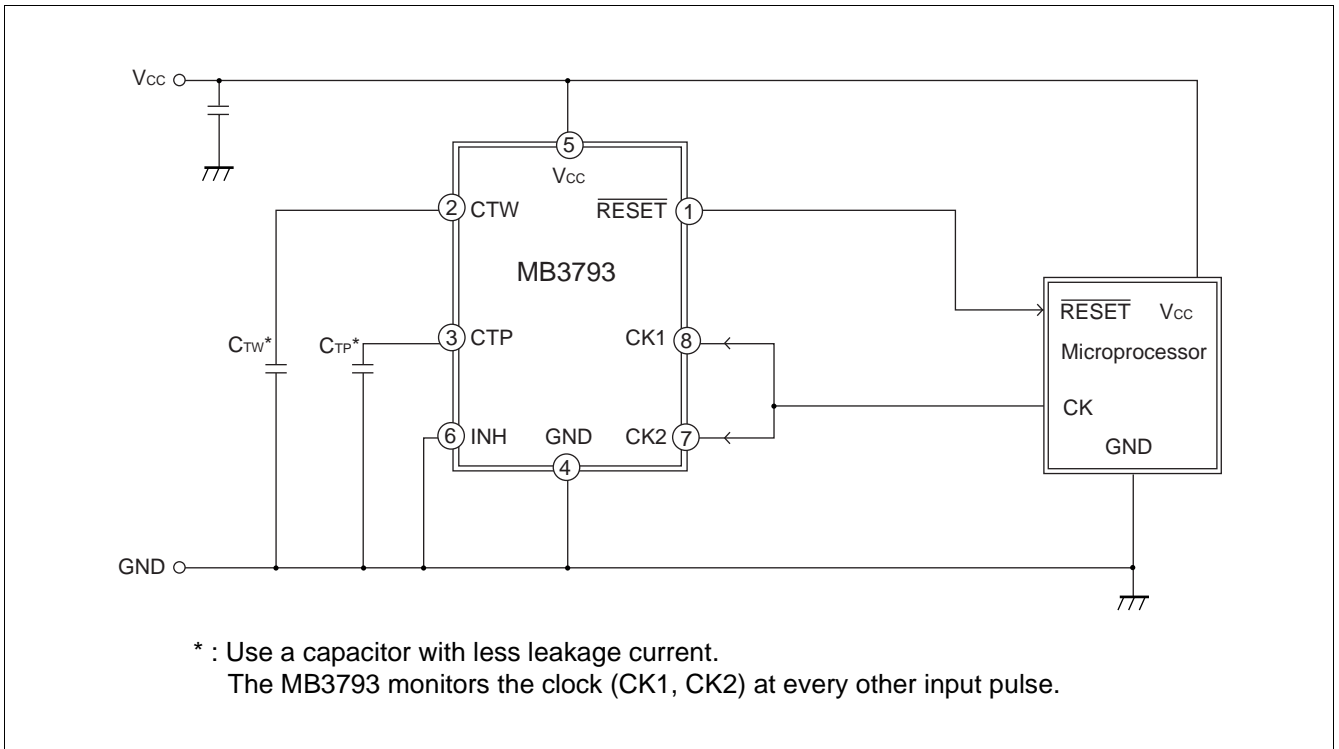 Vcc
5
Vcc
2 CTW
RESET 1
MB3793
RESET Vcc
Microprocessor
CTW* CTP*
3 CTP
CK1 8
CK
6 INH GND CK2 7
GND
4
GND
* : Use a capacitor with less leakage current.
The MB3793 monitors the clock (CK1, CK2) at every other input pulse.